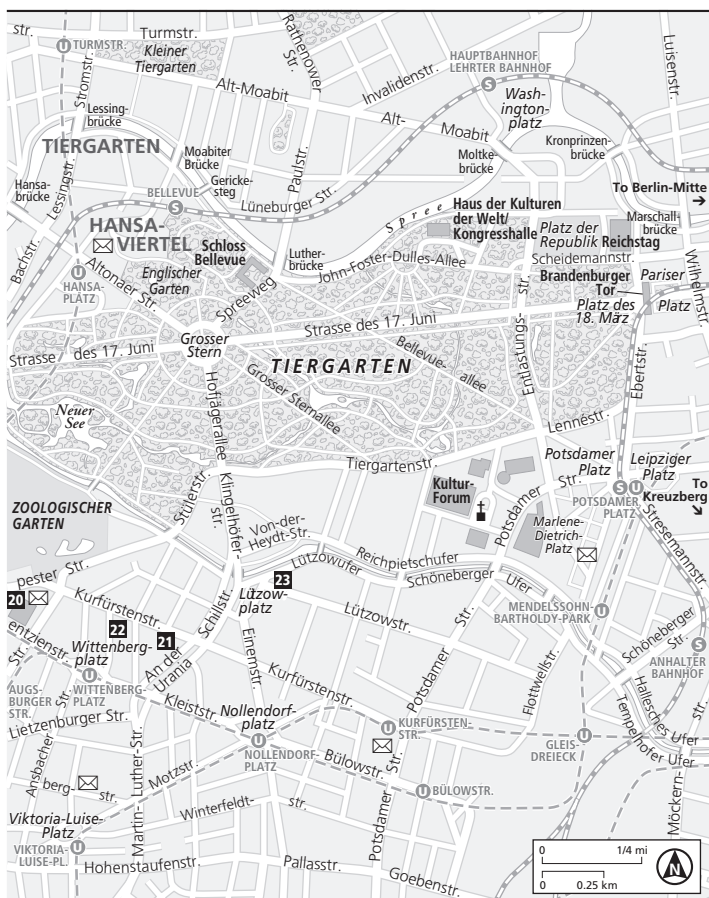 str.
Turmstr.
U TURMSTR.
Kleiner
Tiergarten
Stromstr.
Rathenower
Str.
Alt-Moabit
Invalidenstr.
HAUPTBAHNHOF
LEHRTER BAHNHOF
S
Luisenstr.
Wash-
ington-
platz
Alt-
Moabit
Lessing-
brücke
TIERGARTEN
Moabiter
Brücke
Gericke-
steg
Paulstr.
Moltke-
brücke
Kronprinzen-
brücke
Hansa-
brücke
Lessingstr.
BELLEVUE
S
Lüneburger Str.
To Berlin-Mitte
Spree
Haus der Kulturen
der Welt/
Kongresshalle
Platz der
Republik
Reichstag
Marschall-
brücke
HANSA-
VIERTEL
Schloss
Bellevue
Luther-
brücke
Scheidemannstr.
Wilhelmstr.
Bachstr.
U
HANSA-
PLATZ
Altonaer Str.
Englischer
Garten
Spreeweg
John-Foster-Dulles-Allee
Brandenburger
Tor
Pariser
Platz
Platz des
18. März
Strasse des 17. Juni
Strasse des 17. Juni
Grosser
Stern
TIERGARTEN
Bellevue-
allee
Entlastungs-
str.
Ebertstr.
Grosser Sternallee
Hofjägerallee
Neuer
See
Lennéstr.
Tiergartenstr.
Potsdamer
Platz
Leipziger
Platz
Stülerstr.
Klingelhöfer-
str.
Kultur-
Forum
Potsdamer
Str.
S U
POTSDAMER
PLATZ
To
Kreuzberg
ZOOLOGISCHER
GARTEN
Von-der-
Heydt-Str.
Marlene-
Dietrich-
Platz
Stresemannstr.
Reichpietschufer
Lützowufer
Schöneberger
Ufer
pester Str.
20
Kurfürstenstr.
23
Lützow-
platz
Lützowstr.
MENDELSSOHN-
BARTHOLDY-PARK
U
22
21
Schillstr.
An der
Urania
Einemstr.
Potsdamer
Str.
Flottwellstr.
Schöneberger
Str.
S
ANHALTER
BAHNHOF
entzienstr.
Str.
Wittenberg-
platz
U
WITTENBERG-
PLATZ
AUGS-
BURGER
STR.
Kurfürstenstr.
Kleiststr.
Nollendorf-
platz
U
NOLLENDORF-
PLATZ
U KURFÜRSTEN-
STR.
GLEIS-
DREIECK
U
Hallesches Ufer
Tempelhofer Ufer
str.
Lietzenburger Str.
Ansbacher
Str.
Martin-Luther-Str.
Motzstr.
Bülowstr.
U BÜLOWSTR.
berg-
str.
Viktoria-Luise-
Platz
Winterfeldt-
str.
Potsdamer
Str.
Möckern-
VIKTORIA-
LUISE-PL.
U
Hohenstaufenstr.
Pallasstr.
Goebenstr.
0 1/4 mi
0 0.25 km
N